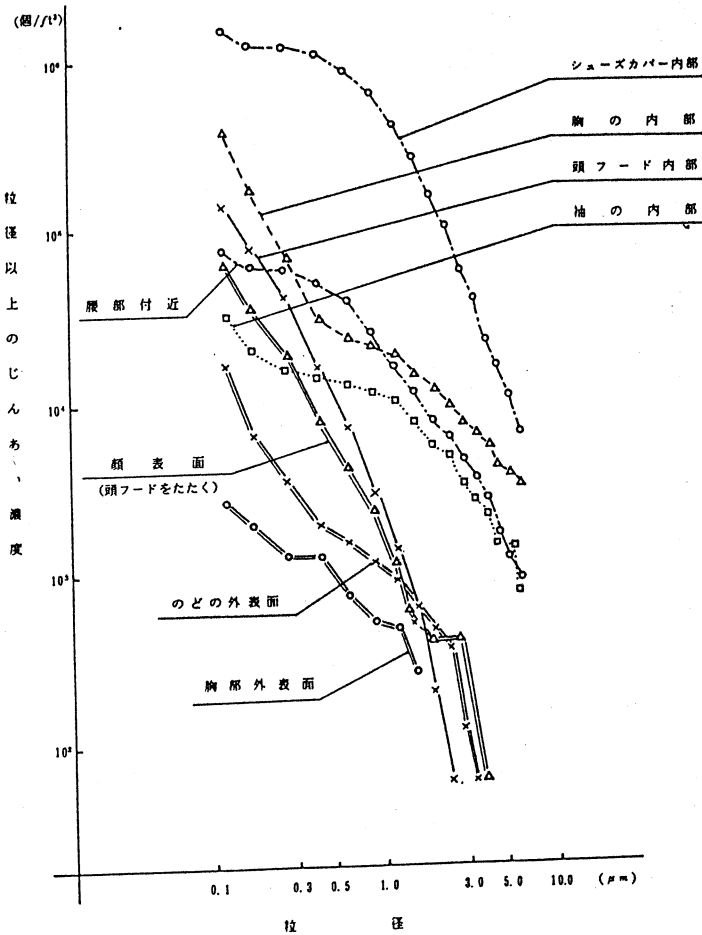 (個/ft³)
10⁶
10⁵
10⁴
10³
10²
粒径以上のじんあい濃度
シューズカバー内部
胸の内部
頭フード内部
袖の内部
腰部付近
顔表面
(頭フードをたたく)
のどの外表面
胸部外表面
0.1 0.3 0.5 1.0 3.0 5.0 10.0 (μm)
粒径